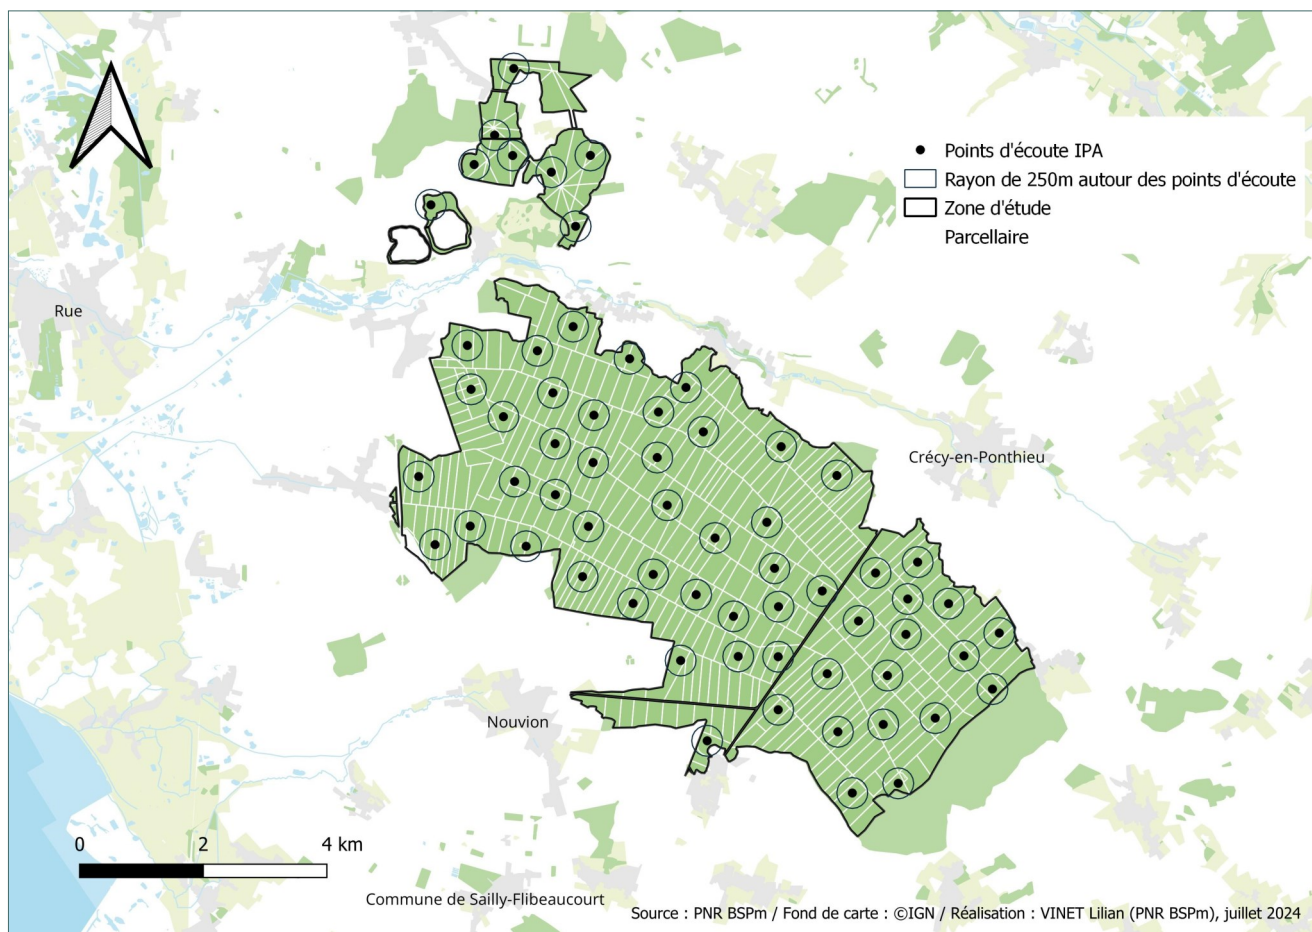 Points d'écoute IPA
Rayon de 250m autour des points d'écoute
Zone d'étude
Parcellaire
Rue
Crécy-en-Ponthieu
Nouvion
0 2 4 km
Commune de Sailly-Flibeaucourt
Source : PNR BSPm / Fond de carte : ©IGN / Réalisation : VINET Lilian (PNR BSPm), juillet 2024